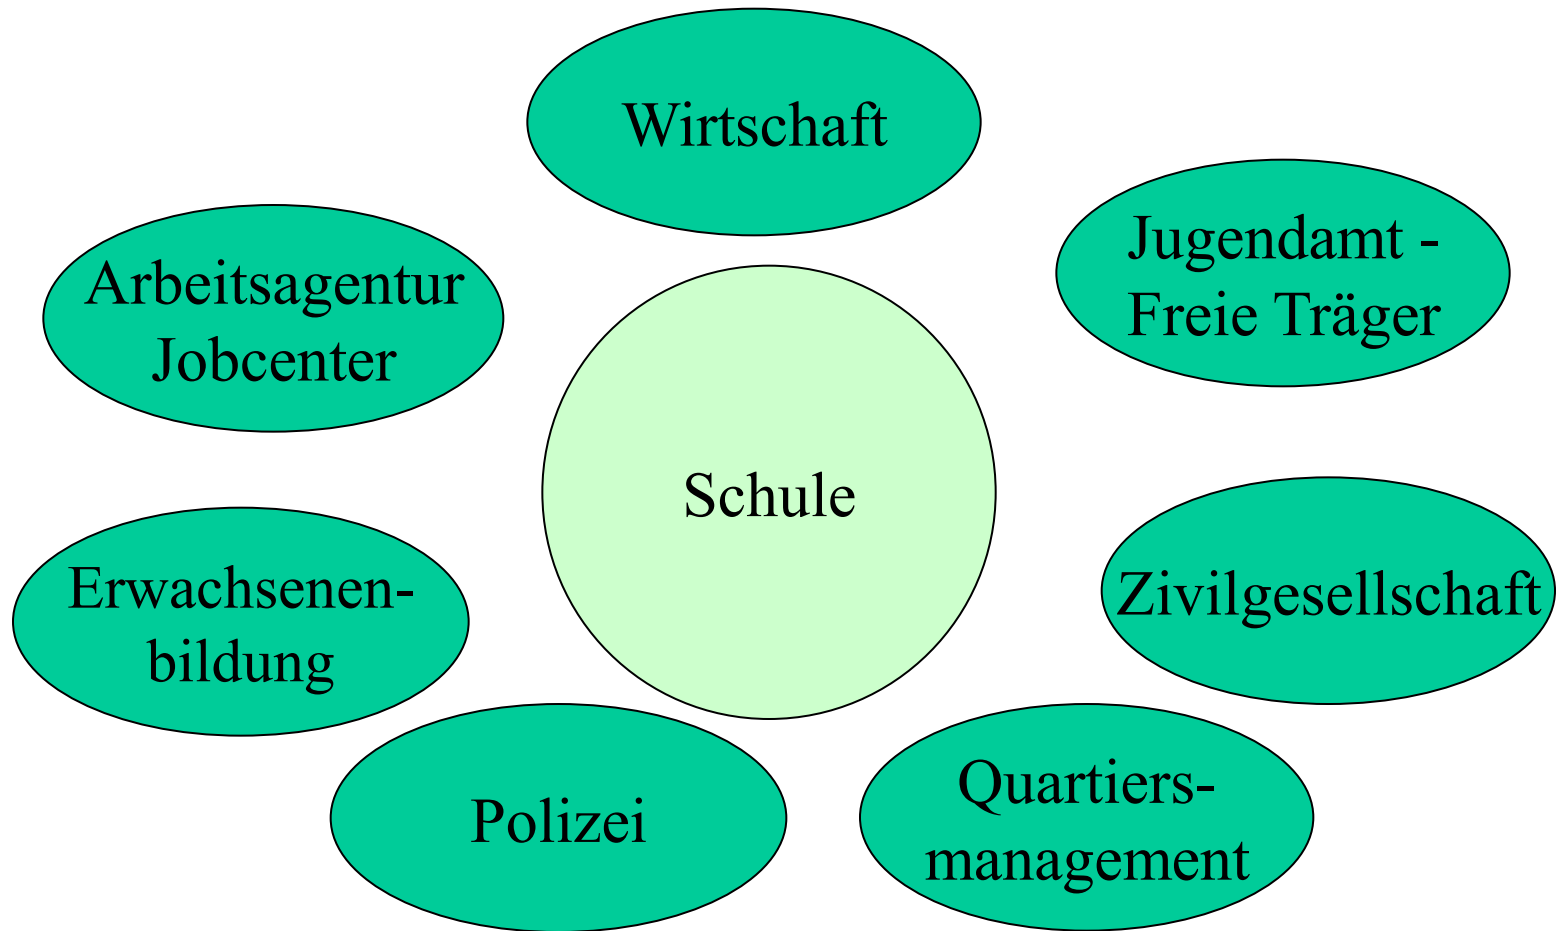 Wirtschaft
Jugendamt -
Freie Träger
Arbeitsagentur
Jobcenter
Schule
Erwachsenen-
bildung
Zivilgesellschaft
Polizei
Quartiers-
management